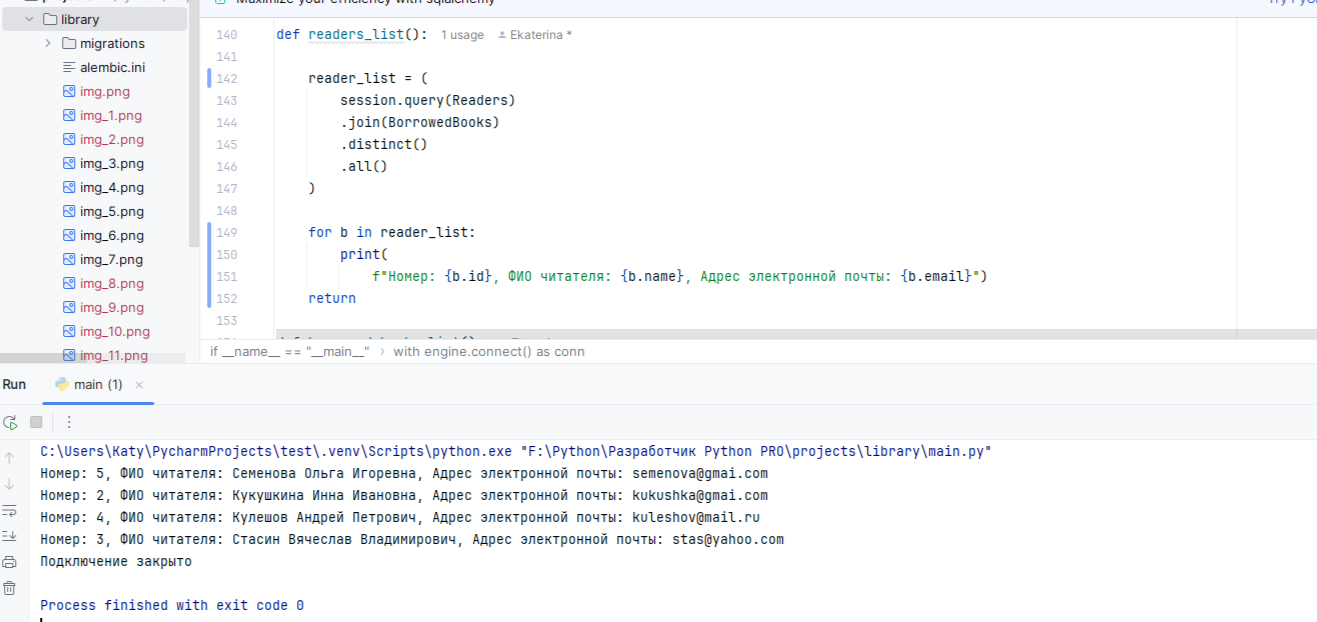 Maximize your efficiency with sqlalchemy
library
migrations
alembic.ini
img.png
img_1.png
img_2.png
img_3.png
img_4.png
img_5.png
img_6.png
img_7.png
img_8.png
img_9.png
img_10.png
img_11.png
140 def readers_list(): 1 usage Ekaterina *
141
142 reader_list = (
143 session.query(Readers)
144 .join(BorrowedBooks)
145 .distinct()
146 .all()
147 )
148
149 for b in reader_list:
150 print(
151 f"Номер: {b.id}, ФИО читателя: {b.name}, Адрес электронной почты: {b.email}")
152 return
153
if __name__ == "__main__" › with engine.connect() as conn
Run main (1)
C:\Users\Katy\PycharmProjects\test\.venv\Scripts\python.exe "F:\Python\Разработчик Python PRO\projects\library\main.py"
Номер: 5, ФИО читателя: Семенова Ольга Игоревна, Адрес электронной почты: semenova@gmai.com
Номер: 2, ФИО читателя: Кукушкина Инна Ивановна, Адрес электронной почты: kukushka@gmai.com
Номер: 4, ФИО читателя: Кулешов Андрей Петрович, Адрес электронной почты: kuleshov@mail.ru
Номер: 3, ФИО читателя: Стасин Вячеслав Владимирович, Адрес электронной почты: stas@yahoo.com
Подключение закрыто
Process finished with exit code 0